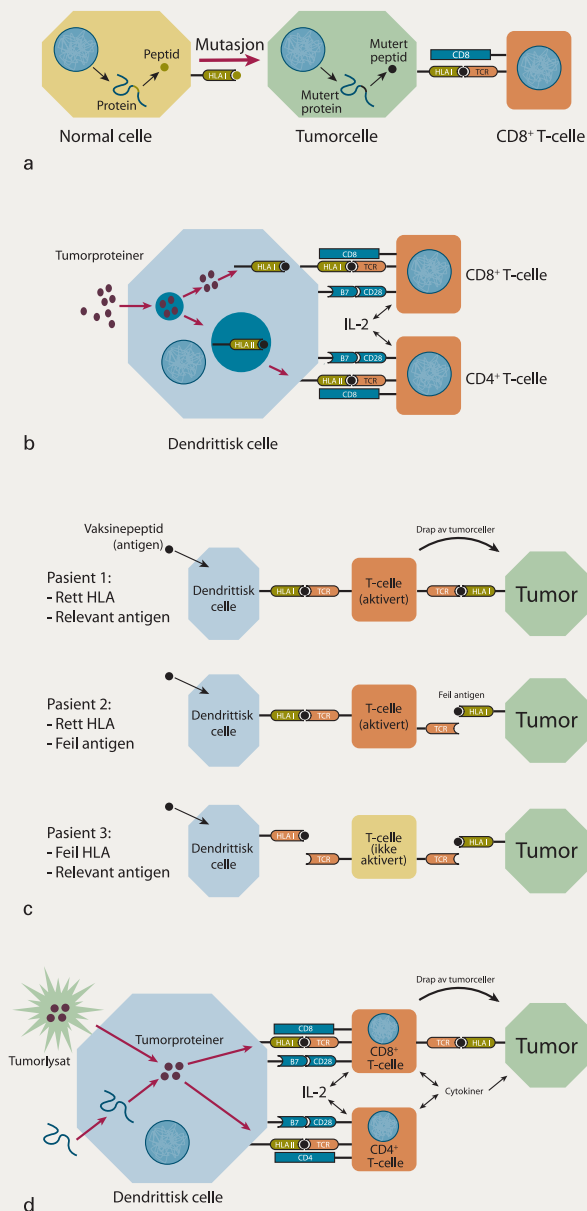 Peptid
Mutasjon
Mutert
peptid
CD8
HLA I
HLA I
TCR
Protein
Mutert
protein
Normal celle
Tumorcelle
CD8+ T-celle
a
Tumorproteiner
HLA I
CD8
HLA I
TCR
CD8+ T-celle
B7
CD28
IL-2
HLA II
B7
CD28
CD4+ T-celle
HLA II
TCR
CD8
b
Dendrittisk celle
Vaksinepeptid
(antigen)
Drap av tumorceller
Pasient 1:
- Rett HLA
- Relevant antigen
Dendrittisk
celle
HLA I
TCR
T-celle
(aktivert)
TCR
HLA I
Tumor
Pasient 2:
- Rett HLA
- Feil antigen
Dendrittisk
celle
HLA I
TCR
T-celle
(aktivert)
Feil antigen
HLA I
TCR
Tumor
Pasient 3:
- Feil HLA
- Relevant antigen
Dendrittisk
celle
HLA I
TCR
T-celle
(ikke
aktivert)
HLA I
TCR
Tumor
c
Drap av tumorceller
Tumorlysat
Tumorproteiner
CD8
HLA I
TCR
B7
CD28
CD8+
T-celle
TCR
HLA I
Tumor
IL-2
Cytokiner
B7
CD28
HLA II
TCR
CD4
CD4+
T-celle
Dendrittisk celle
d